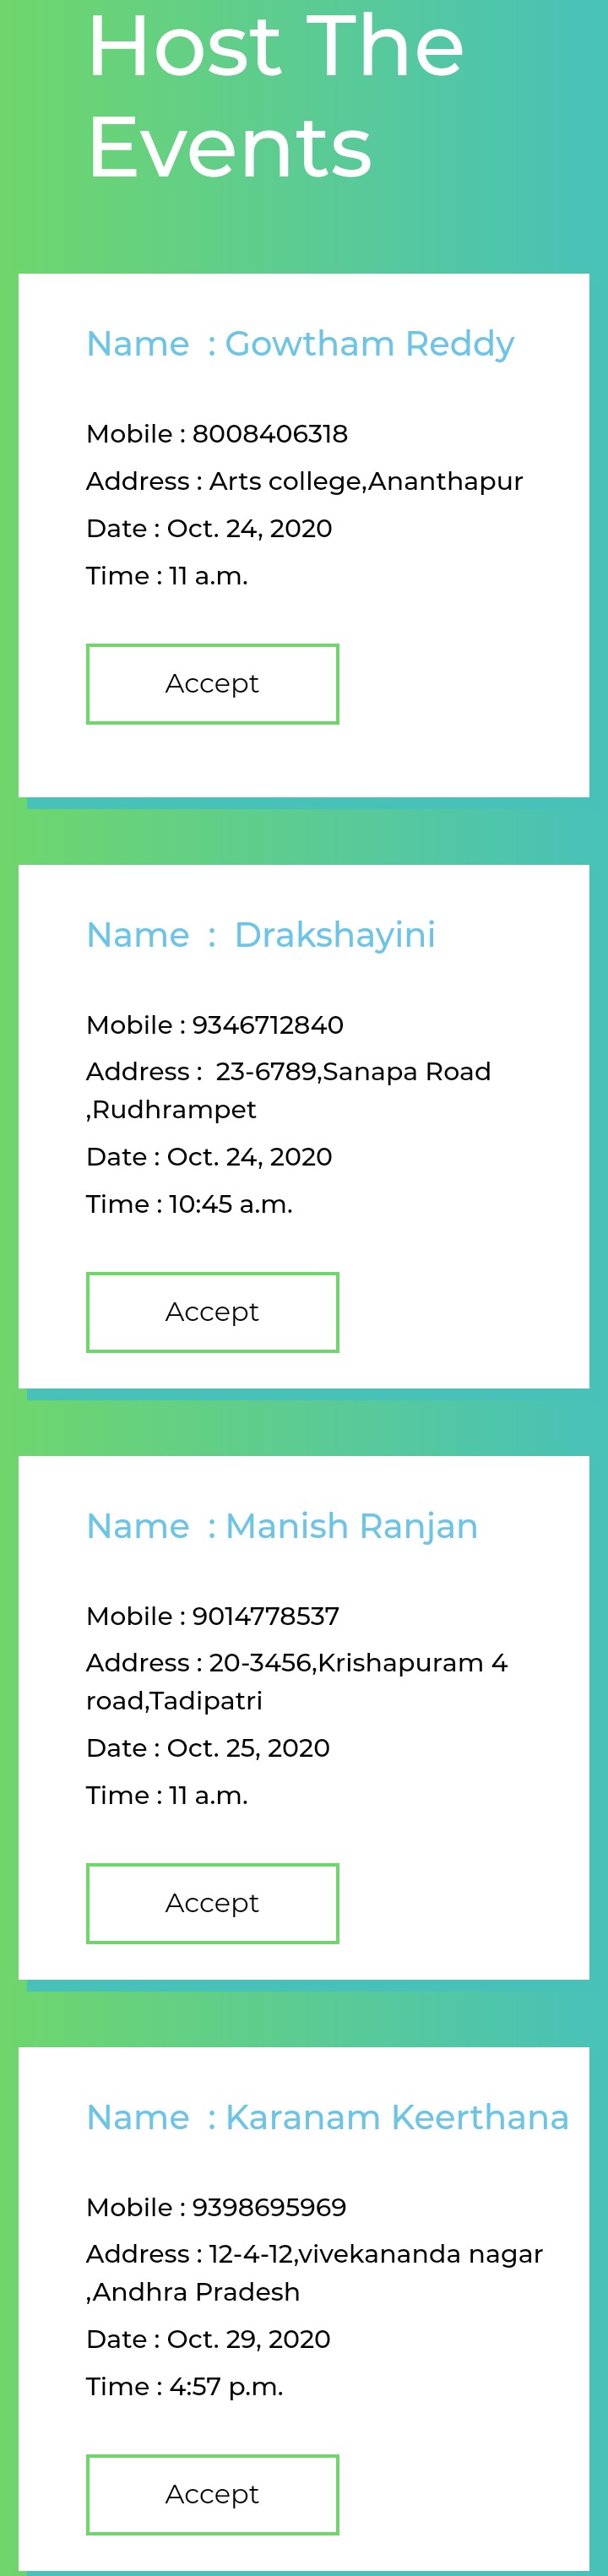 Host The
Events
Name : Gowtham Reddy
Mobile : 8008406318
Address : Arts college,Ananthapur
Date : Oct. 24, 2020
Time : 11 a.m.
Accept
Name : Drakshayini
Mobile : 9346712840
Address : 23-6789,Sanapa Road
,Rudhrampet
Date : Oct. 24, 2020
Time : 10:45 a.m.
Accept
Name : Manish Ranjan
Mobile : 9014778537
Address : 20-3456,Krishapuram 4
road,Tadipatri
Date : Oct. 25, 2020
Time : 11 a.m.
Accept
Name : Karanam Keerthana
Mobile : 9398695969
Address : 12-4-12,vivekananda nagar
,Andhra Pradesh
Date : Oct. 29, 2020
Time : 4:57 p.m.
Accept